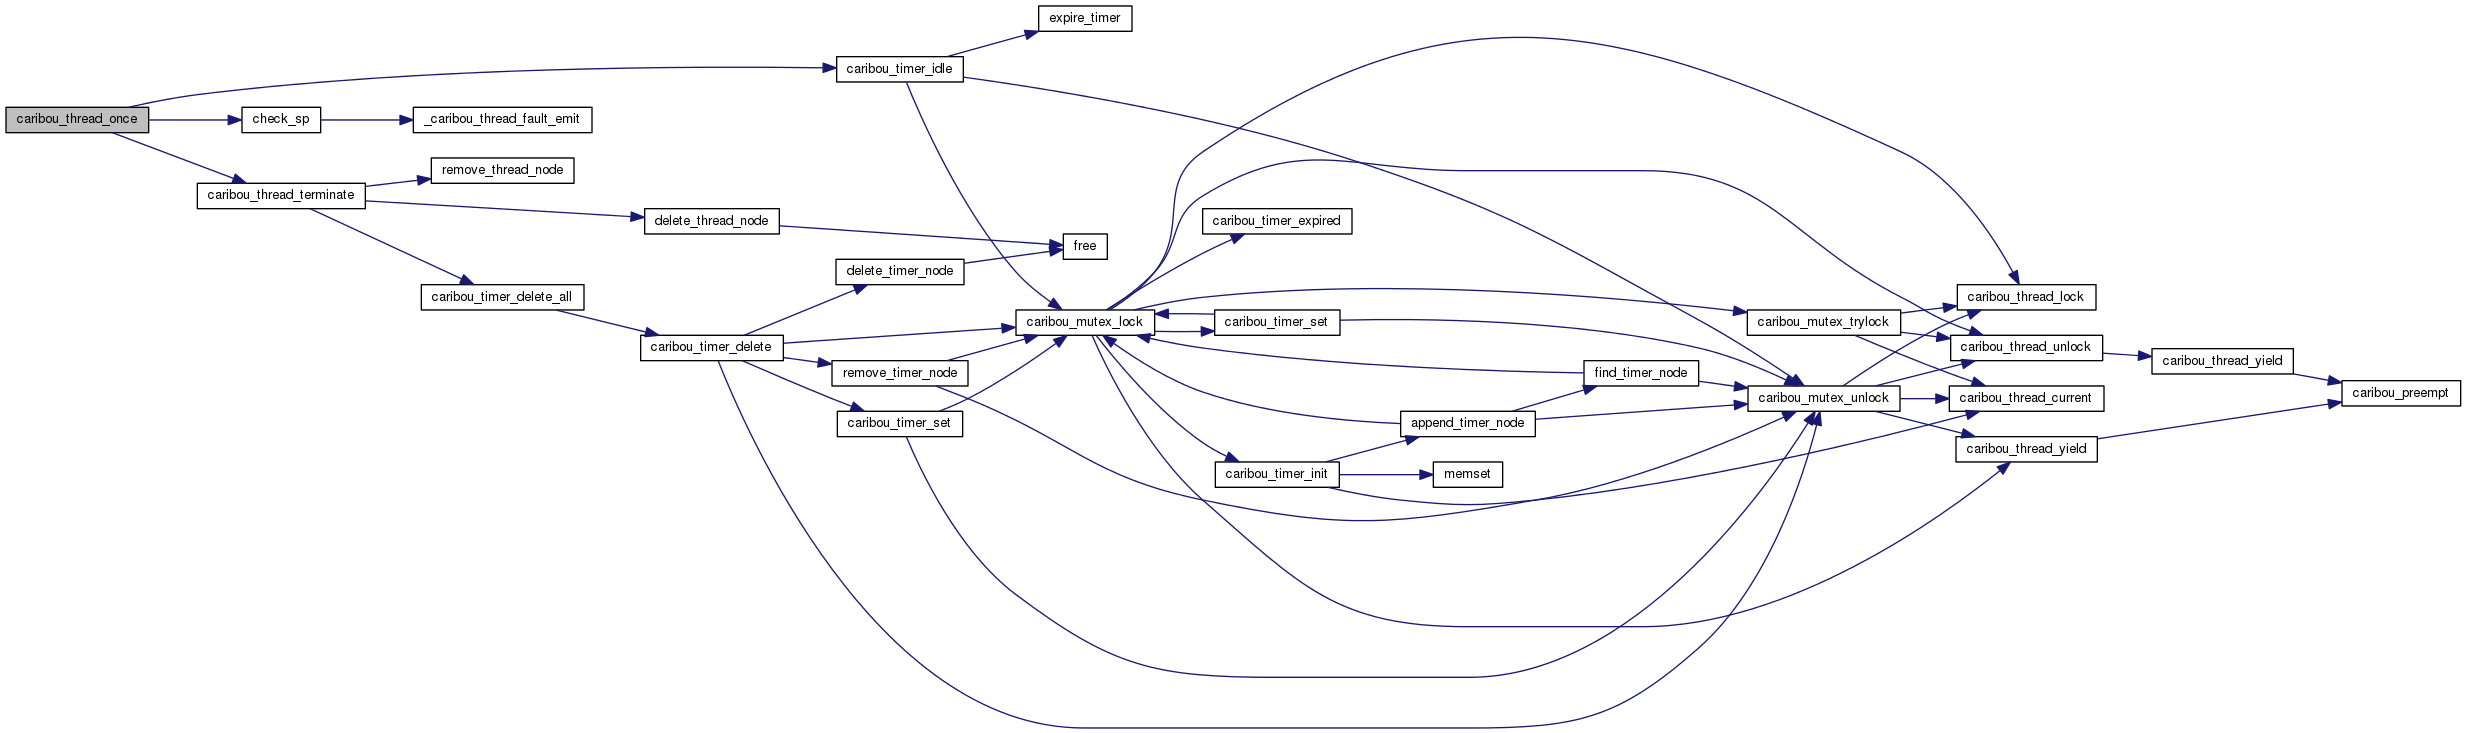 expire_timer
caribou_timer_idle
caribou_thread_once
check_sp
_caribou_thread_fault_emit
remove_thread_node
caribou_thread_terminate
delete_thread_node
caribou_timer_expired
free
delete_timer_node
caribou_timer_delete_all
caribou_thread_lock
caribou_mutex_lock
caribou_timer_set
caribou_mutex_trylock
caribou_timer_delete
caribou_thread_unlock
caribou_thread_yield
remove_timer_node
find_timer_node
caribou_preempt
caribou_mutex_unlock
caribou_thread_current
caribou_timer_set
append_timer_node
caribou_thread_yield
caribou_timer_init
memset